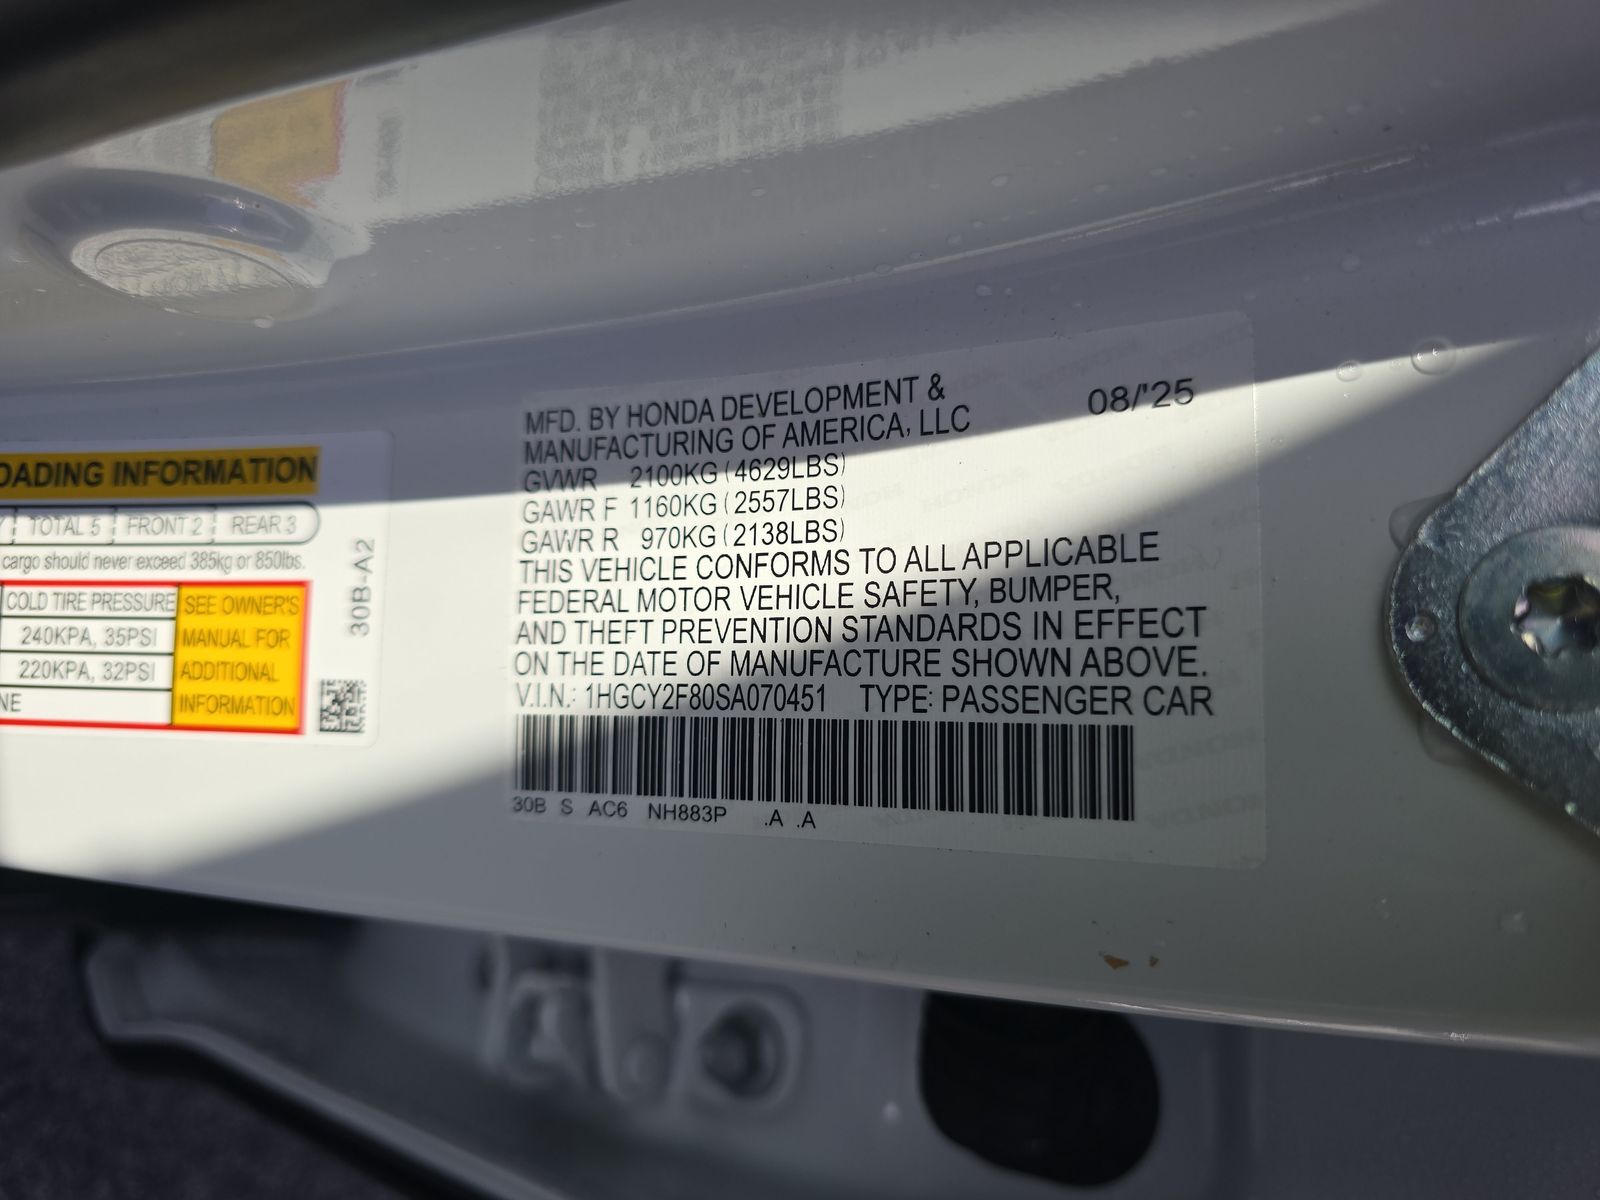 MFD. BY HONDA DEVELOPMENT &
MANUFACTURING OF AMERICA, LLC
08/'25
GVWR 2100KG (4629LBS)
GAWR F 1160KG (2557LBS)
GAWR R 970KG (2138LBS)
THIS VEHICLE CONFORMS TO ALL APPLICABLE
FEDERAL MOTOR VEHICLE SAFETY, BUMPER,
AND THEFT PREVENTION STANDARDS IN EFFECT
ON THE DATE OF MANUFACTURE SHOWN ABOVE.
V.I.N.: 1HGCY2F80SA070451 TYPE: PASSENGER CAR
30B S AC6 NH883P .A .A
OADING INFORMATION
TOTAL 5 FRONT 2 REAR 3
cargo should never exceed 385kg or 850lbs.
COLD TIRE PRESSURE
240KPA, 35PSI
220KPA, 32PSI
NE
SEE OWNER'S
MANUAL FOR
ADDITIONAL
INFORMATION
30B-A2